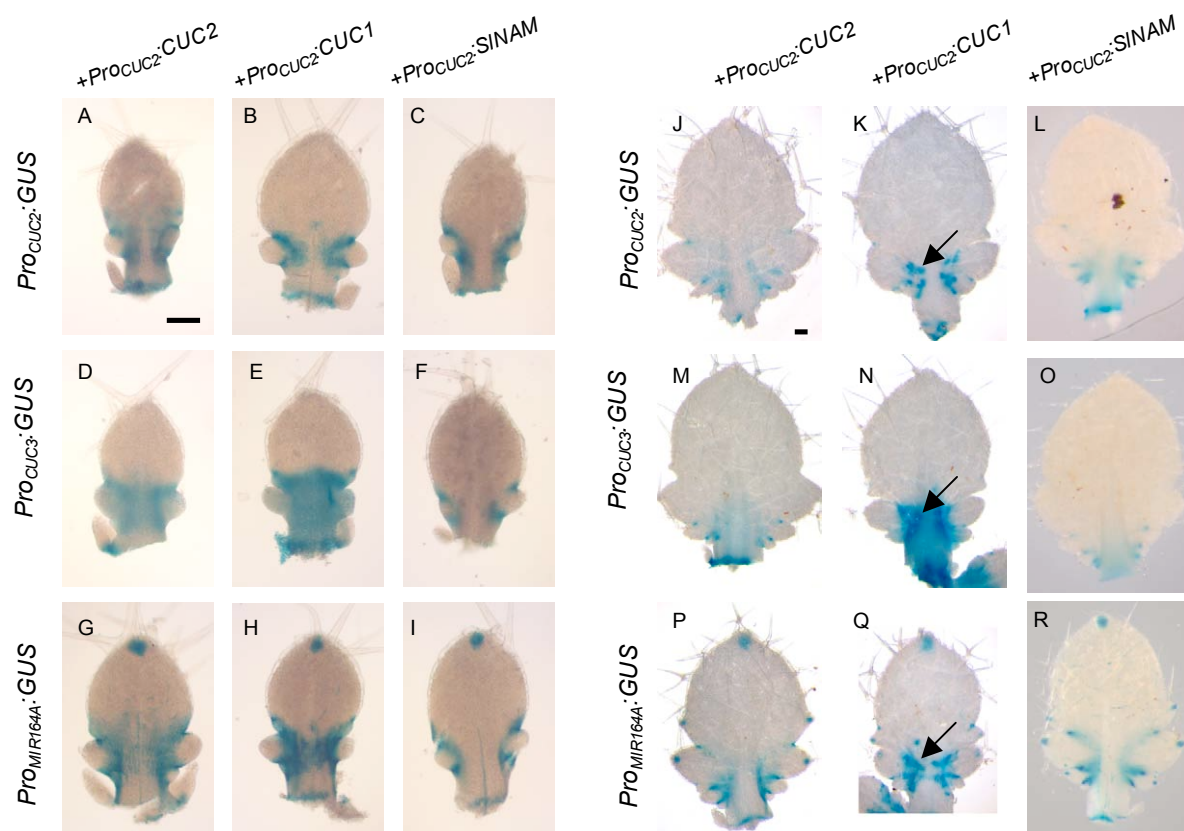 +ProCUC2:CUC2 +ProCUC2:CUC1 +ProCUC2:SlNAM +ProCUC2:CUC2 +ProCUC2:CUC1 +ProCUC2:SlNAM
ProCUC2:GUS A B C ProCUC2:GUS J K L
ProCUC3:GUS D E F ProCUC3:GUS M N O
ProMIR164A:GUS G H I ProMIR164A:GUS P Q R